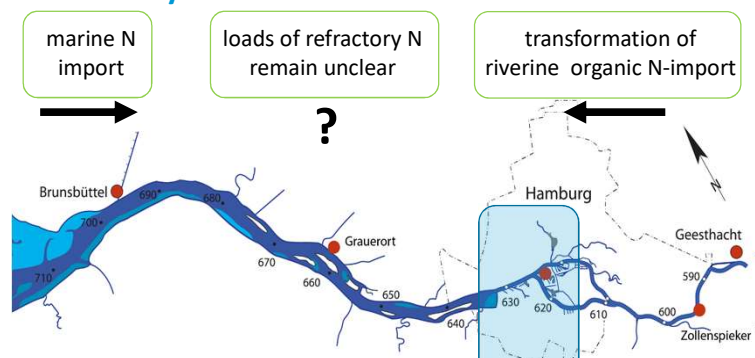 marine N
import
loads of refractory N
remain unclear
transformation of
riverine organic N-import
?
N
Brunsbüttel
690
680
700
Hamburg
Grauerort
Geesthacht
710
670
660
590
650
630
620
610
600
640
Zollenspieker